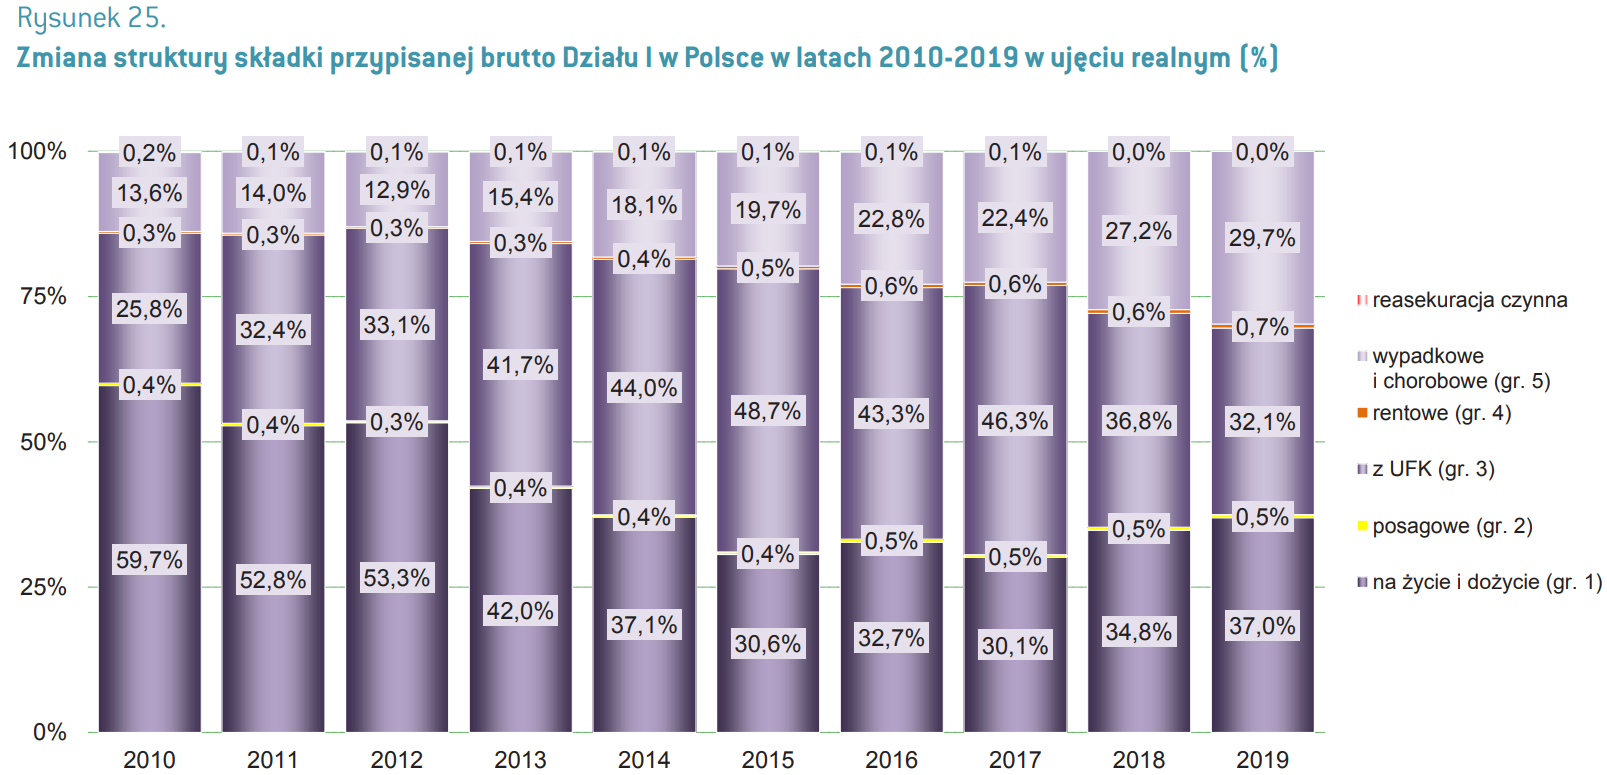 Rysunek 25.
Zmiana struktury składki przypisanej brutto Działu I w Polsce w latach 2010-2019 w ujęciu realnym (%)
100%
75%
50%
25%
0%
0,2% 0,1% 0,1% 0,1% 0,1% 0,1% 0,1% 0,1% 0,0% 0,0%
13,6% 14,0% 12,9% 15,4% 18,1% 19,7% 22,8% 22,4% 27,2% 29,7%
0,3% 0,3% 0,3% 0,3% 0,4% 0,5% 0,6% 0,6% 0,6% 0,7%
25,8% 32,4% 33,1% 41,7% 44,0% 48,7% 43,3% 46,3% 36,8% 32,1%
0,4% 0,4% 0,3% 0,4% 0,4% 0,4% 0,5% 0,5% 0,5% 0,5%
59,7% 52,8% 53,3% 42,0% 37,1% 30,6% 32,7% 30,1% 34,8% 37,0%
2010 2011 2012 2013 2014 2015 2016 2017 2018 2019
reasekuracja czynna
wypadkowe
i chorobowe (gr. 5)
rentowe (gr. 4)
z UFK (gr. 3)
posagowe (gr. 2)
na życie i dożycie (gr. 1)